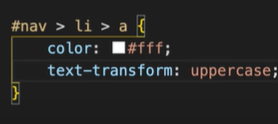 #nav > li > a {
color: #fff;
text-transform: uppercase;
}